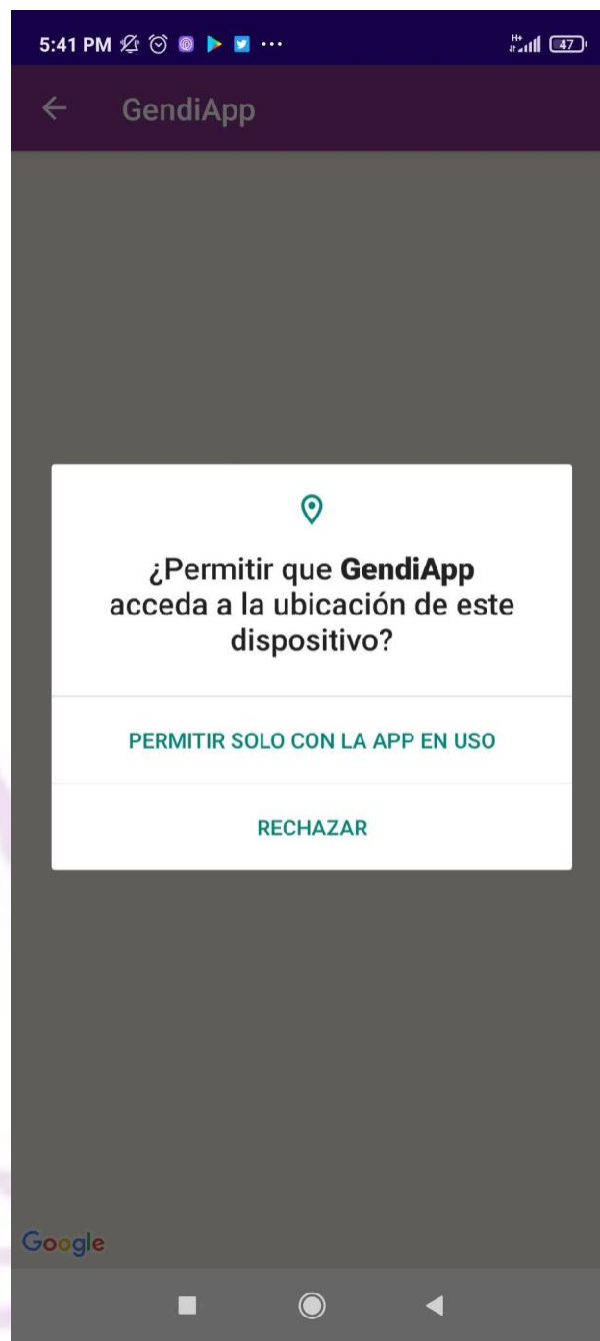 5:41 PM
H+
47
GendiApp
¿Permitir que GendiApp
acceda a la ubicación de este
dispositivo?
PERMITIR SOLO CON LA APP EN USO
RECHAZAR
Google